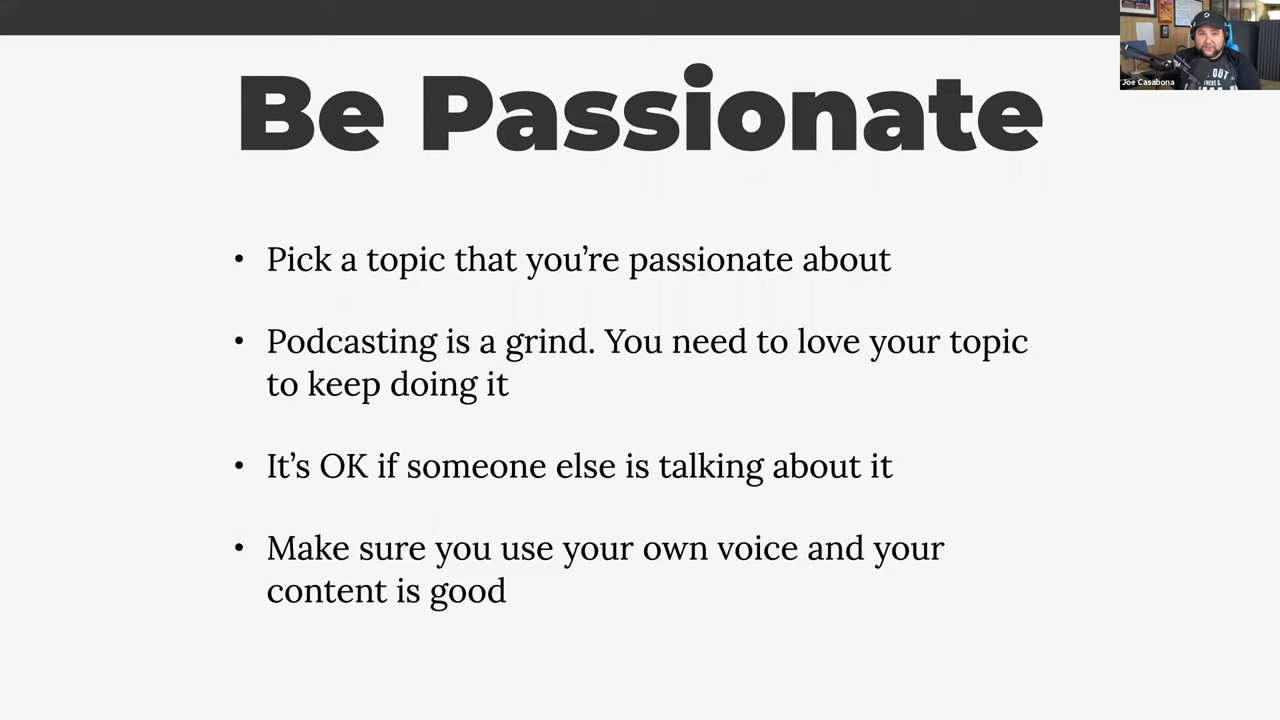 Be Passionate
Joe Casabona
• Pick a topic that you’re passionate about
• Podcasting is a grind. You need to love your topic
to keep doing it
• It’s OK if someone else is talking about it
• Make sure you use your own voice and your
content is good